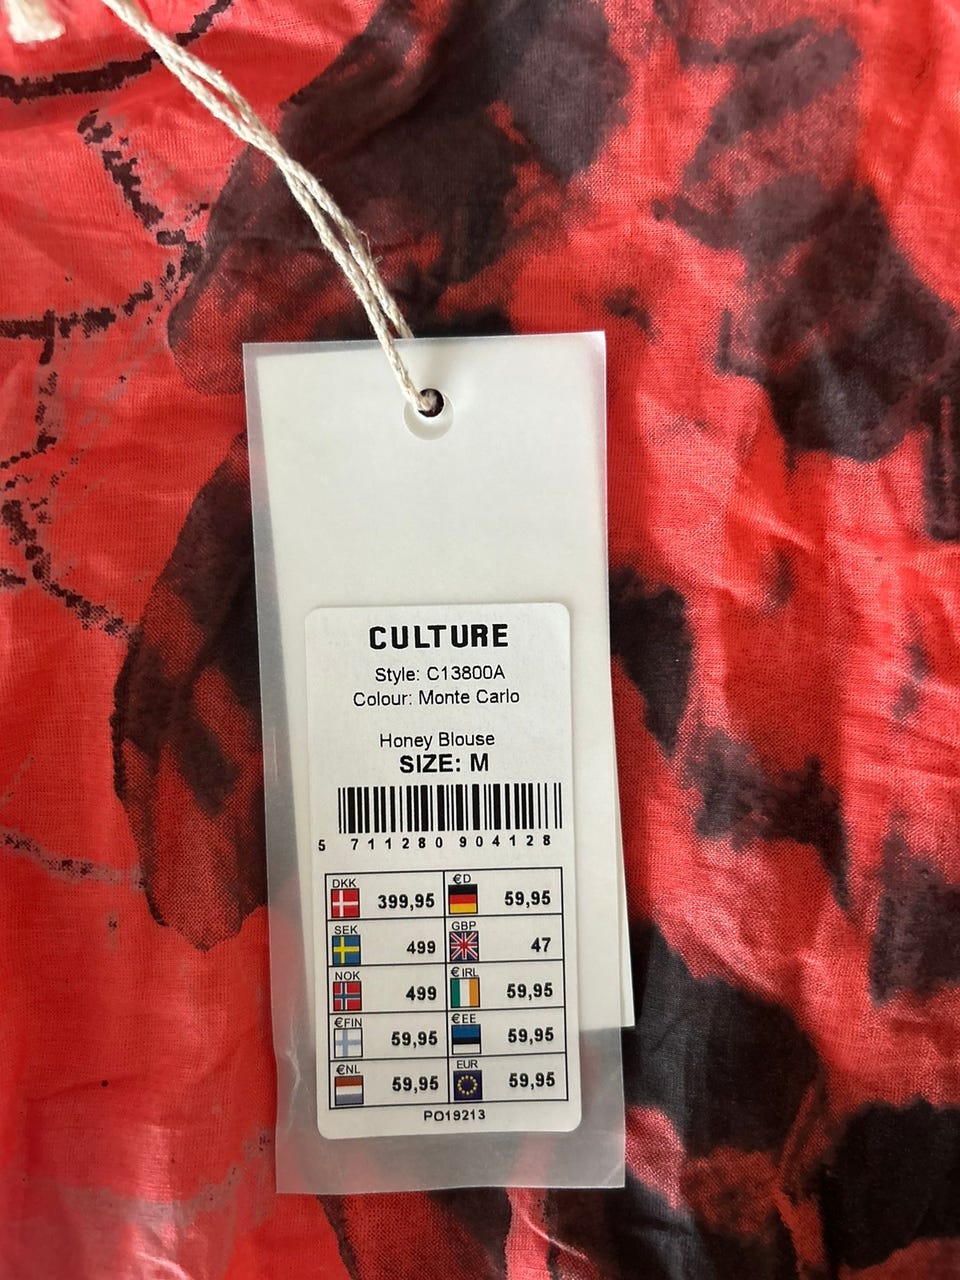 CULTURE
Style: C13800A
Colour: Monte Carlo
Honey Blouse
SIZE: M
5 711280 904128
DKK 399,95 €D 59,95
SEK 499 GBP 47
NOK 499 €IRL 59,95
€FIN 59,95 €EE 59,95
€NL 59,95 EUR 59,95
PO19213